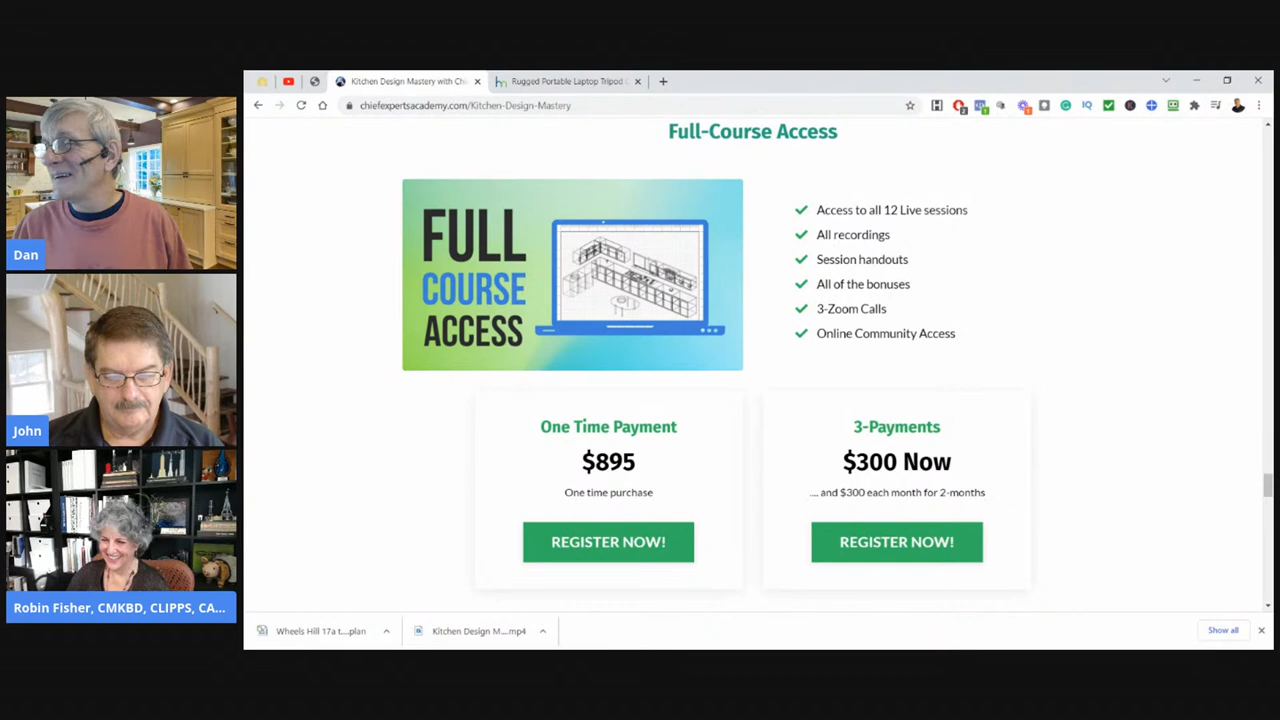 Kitchen Design Mastery with Chi
Rugged Portable Laptop Tripod
chiefexpertsacademy.com/Kitchen-Design-Mastery
Full-Course Access
FULL
COURSE
ACCESS
Access to all 12 Live sessions
All recordings
Session handouts
All of the bonuses
3-Zoom Calls
Online Community Access
One Time Payment
$895
One time purchase
REGISTER NOW!
3-Payments
$300 Now
.... and $300 each month for 2-months
REGISTER NOW!
Dan
John
Robin Fisher, CMKBD, CLIPPS, CA...
Wheels Hill 17a t....plan
Kitchen Design M....mp4
Show all